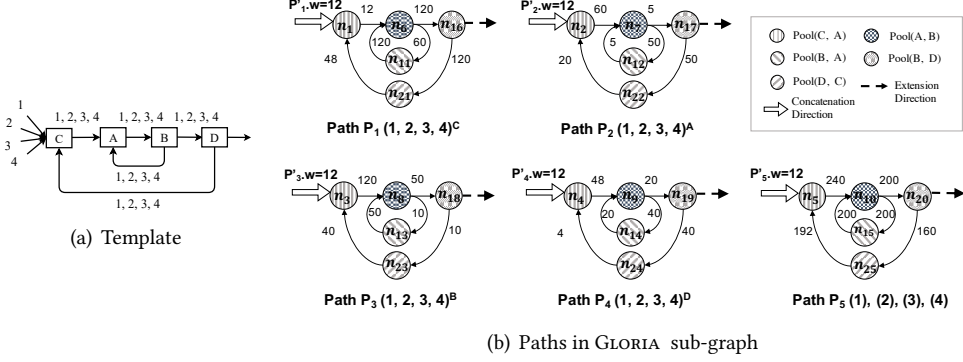 1
2
3
4
C
1, 2, 3, 4
A
1, 2, 3, 4
B
1, 2, 3, 4
D
1, 2, 3, 4
1, 2, 3, 4
(a) Template
P'₁.w=12
n₁
12
n₆
120
n₁₆
120
60
n₁₁
48
120
n₂₁
Path P₁ (1, 2, 3, 4)ᶜ
P'₂.w=12
n₂
60
n₇
5
n₁₇
5
50
n₁₂
20
50
n₂₂
Path P₂ (1, 2, 3, 4)ᴬ
Pool(C, A)
Pool(A, B)
Pool(B, A)
Pool(B, D)
Pool(D, C)
Concatenation
Direction
Extension
Direction
P'₃.w=12
n₃
120
n₈
50
n₁₈
50
10
n₁₃
40
10
n₂₃
Path P₃ (1, 2, 3, 4)ᴮ
P'₄.w=12
n₄
48
n₉
20
n₁₉
20
40
n₁₄
4
40
n₂₄
Path P₄ (1, 2, 3, 4)ᴰ
P'₅.w=12
n₅
240
n₁₀
200
n₂₀
200
200
n₁₅
192
160
n₂₅
Path P₅ (1), (2), (3), (4)
(b) Paths in GLORIA sub-graph